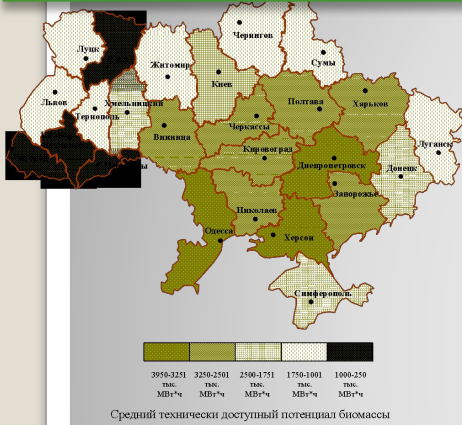 Чернигов
Луцк
Житомир
Сумы
Киев
Львов
Хмельницкий
Тернополь
Полтава
Харьков
Винница
Черкассы
Кировоград
Луганск
Днепропетровск
Донецк
Запорожье
Николаев
Одесса
Херсон
Симферополь
3950-3251 3250-2501 2500-1751 1750-1001 1000-250
тыс. тыс. тыс. тыс. тыс.
МВт*ч МВт*ч МВт*ч МВт*ч МВт*ч
Средний технически доступный потенциал биомассы